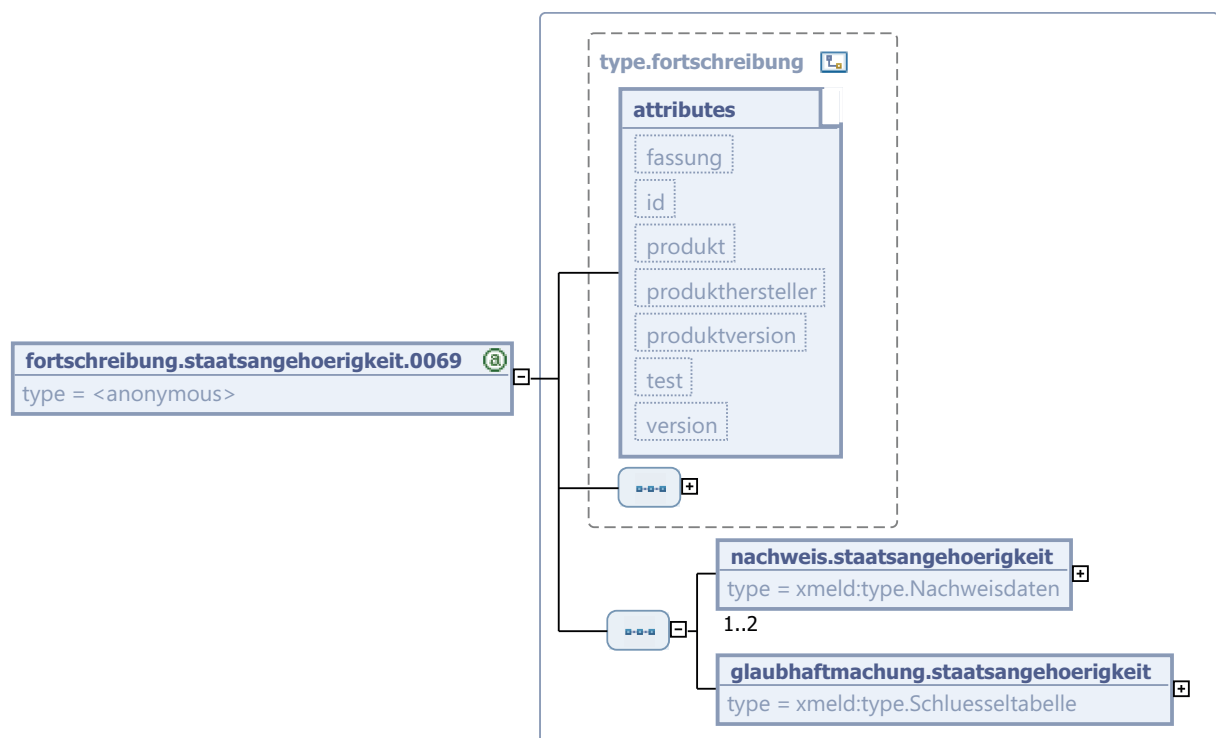 type.fortschreibung
attributes
fassung
id
produkt
produkthersteller
produktversion
test
version
fortschreibung.staatsangehoerigkeit.0069 a
type = <anonymous>
nachweis.staatsangehoerigkeit
type = xmeld:type.Nachweisdaten
1..2
glaubhaftmachung.staatsangehoerigkeit
type = xmeld:type.Schluesseltabelle